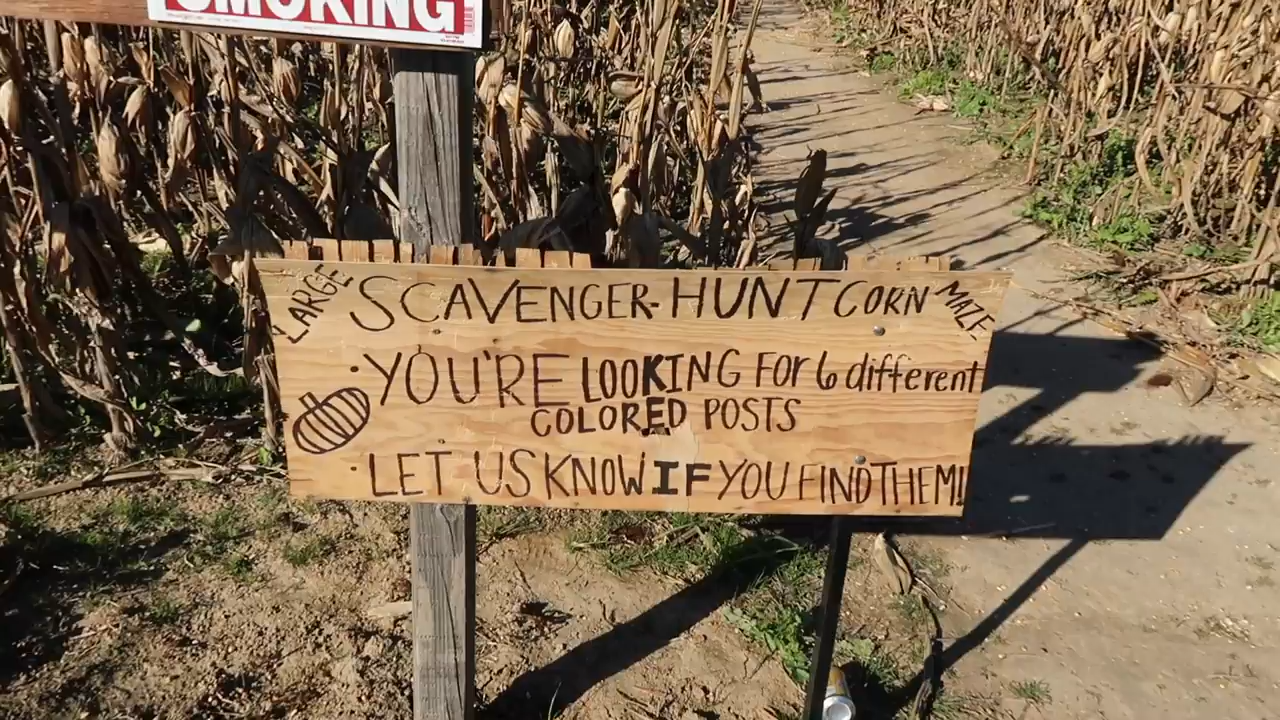 SMOKING
LARGE SCAVENGER-HUNT CORN MAZE
·YOU'RE LOOKING FOR 6 different
COLORED POSTS
·LET US KNOW IF YOU FIND THEM!